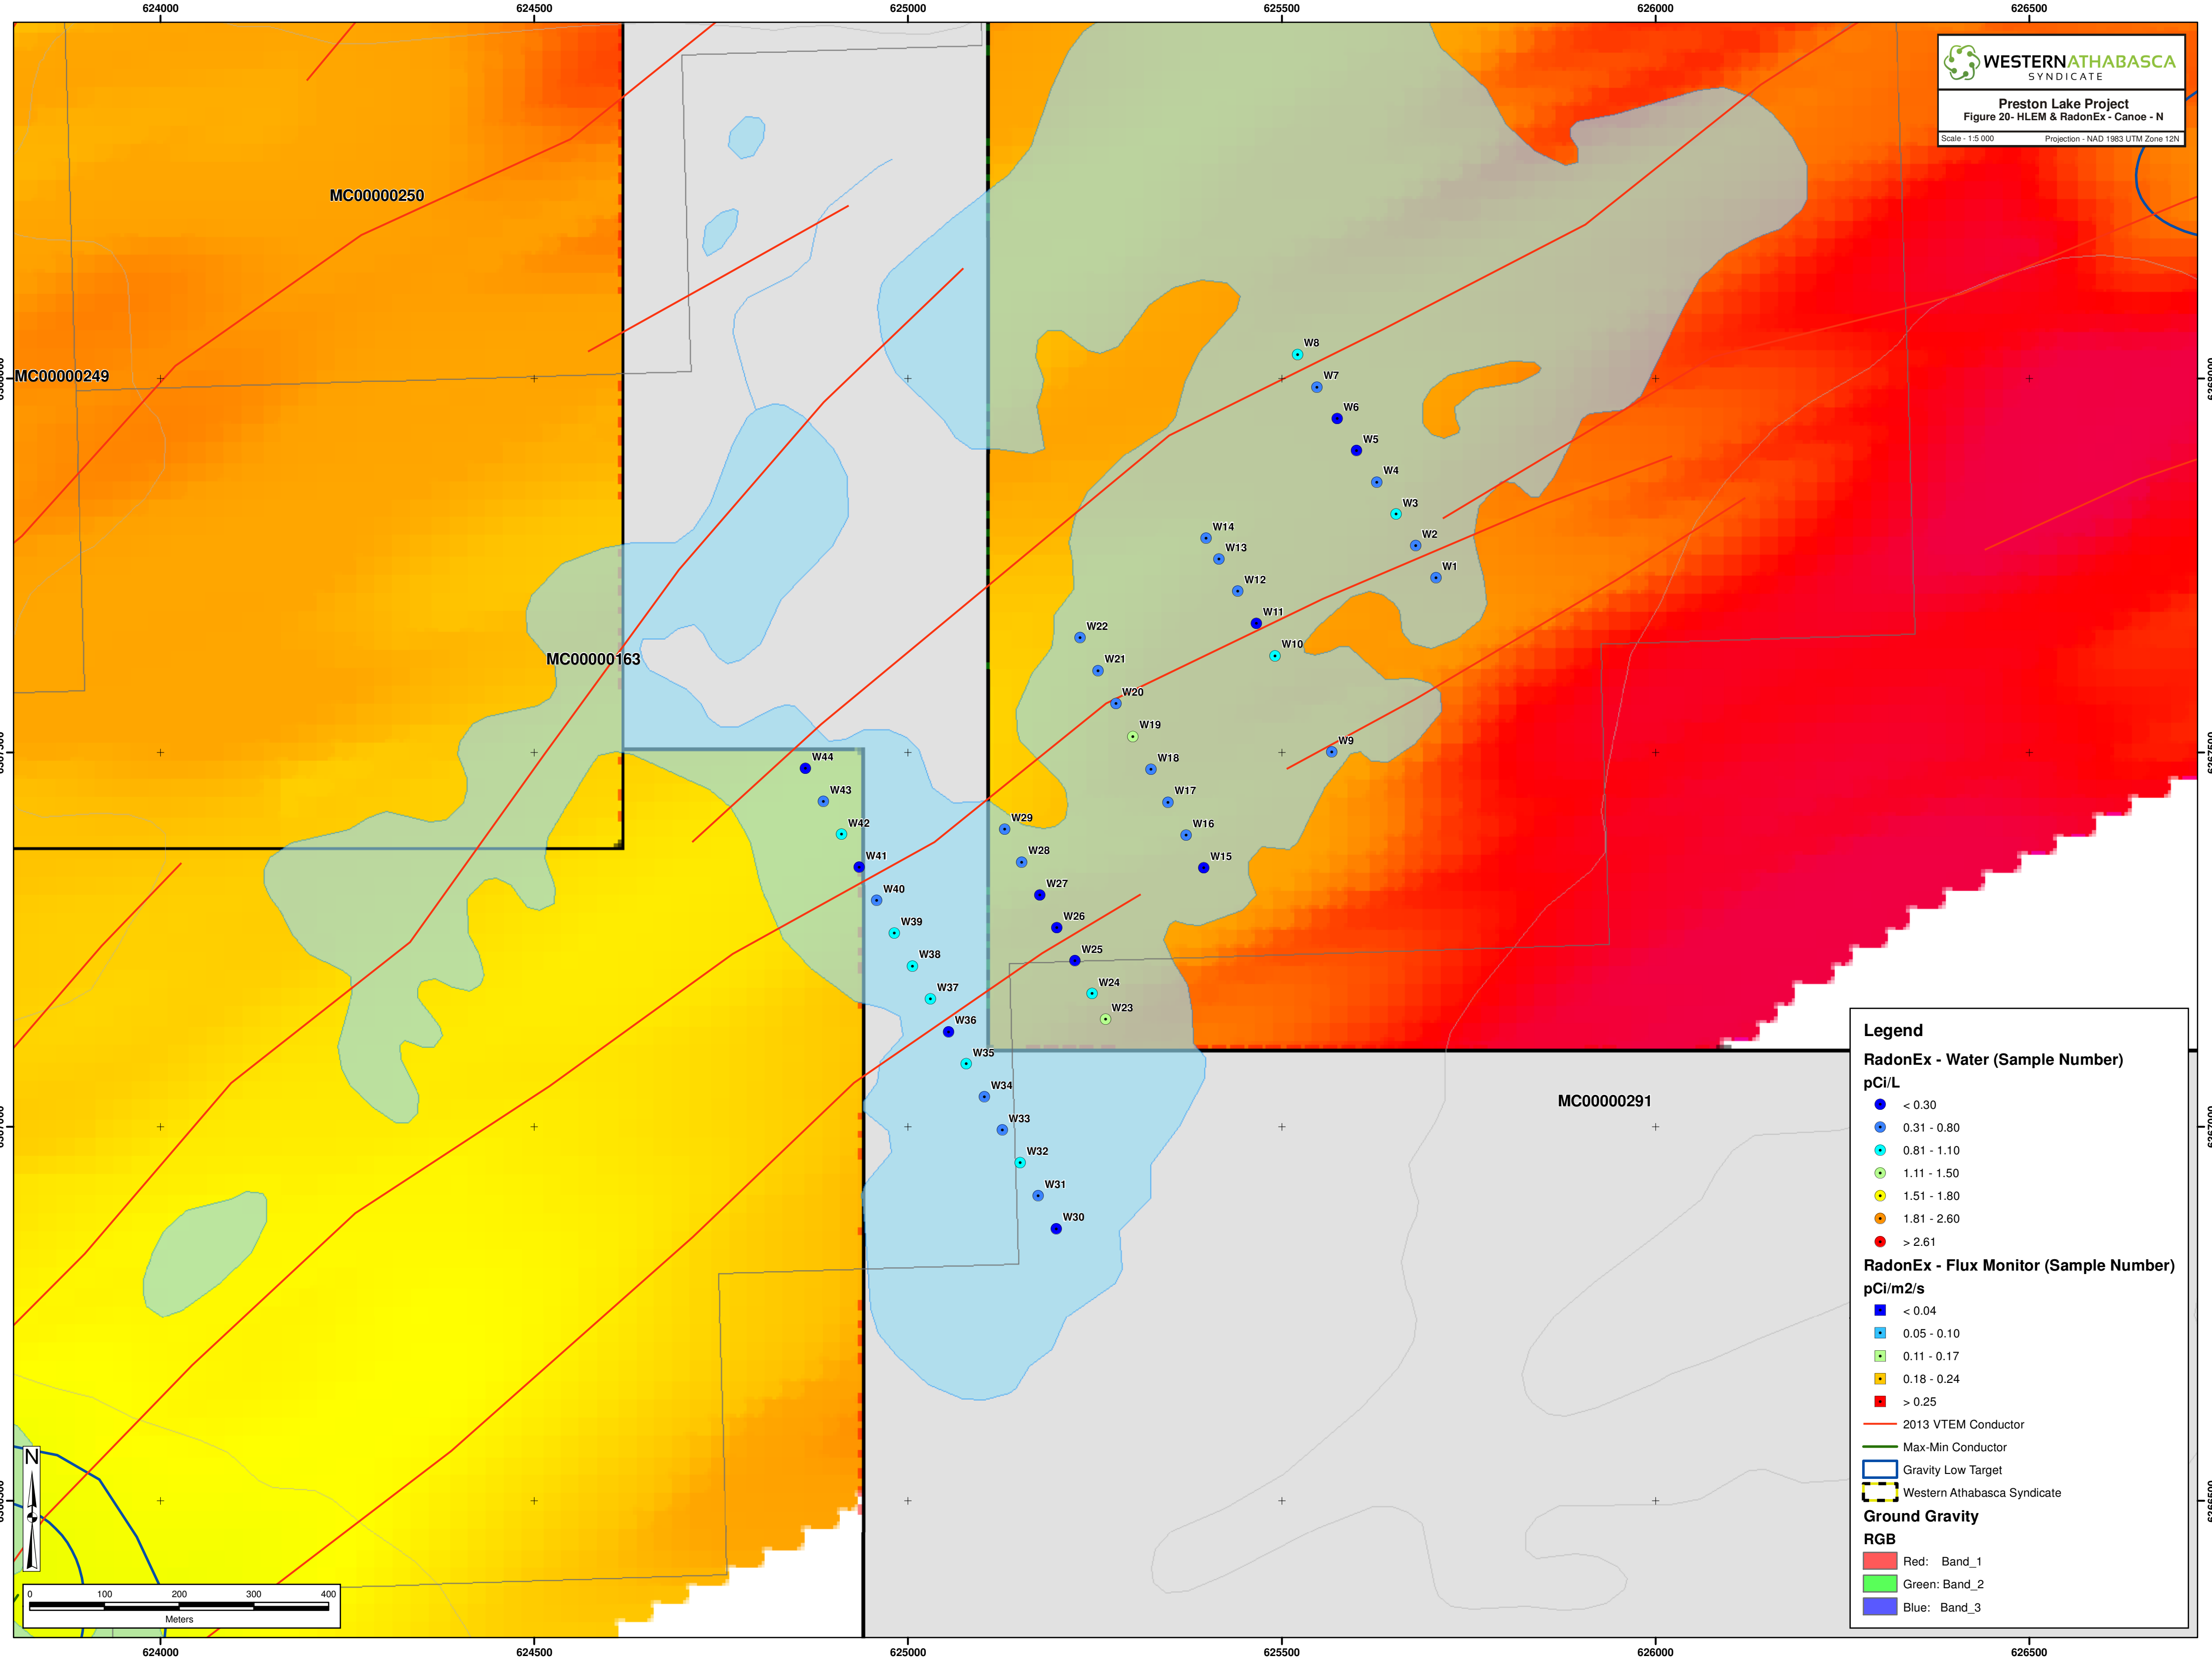 624000 624500 625000 625500 626000 626500
WESTERNATHABASCA
SYNDICATE
Preston Lake Project
Figure 20- HLEM & RadonEx - Canoe - N
Scale - 1:5 000 Projection - NAD 1983 UTM Zone 12N
MC00000250
MC00000249
MC00000163
MC00000291
W8
W7
W6
W5
W4
W3
W2
W1
W14
W13
W12
W11
W10
W9
W22
W21
W20
W19
W18
W17
W16
W15
W29
W28
W27
W26
W25
W24
W23
W44
W43
W42
W41
W40
W39
W38
W37
W36
W35
W34
W33
W32
W31
W30
Legend
RadonEx - Water (Sample Number)
pCi/L
< 0.30
0.31 - 0.80
0.81 - 1.10
1.11 - 1.50
1.51 - 1.80
1.81 - 2.60
> 2.61
RadonEx - Flux Monitor (Sample Number)
pCi/m2/s
< 0.04
0.05 - 0.10
0.11 - 0.17
0.18 - 0.24
> 0.25
2013 VTEM Conductor
Max-Min Conductor
Gravity Low Target
Western Athabasca Syndicate
Ground Gravity
RGB
Red: Band_1
Green: Band_2
Blue: Band_3
N
0 100 200 300 400
Meters
624000 624500 625000 625500 626000 626500